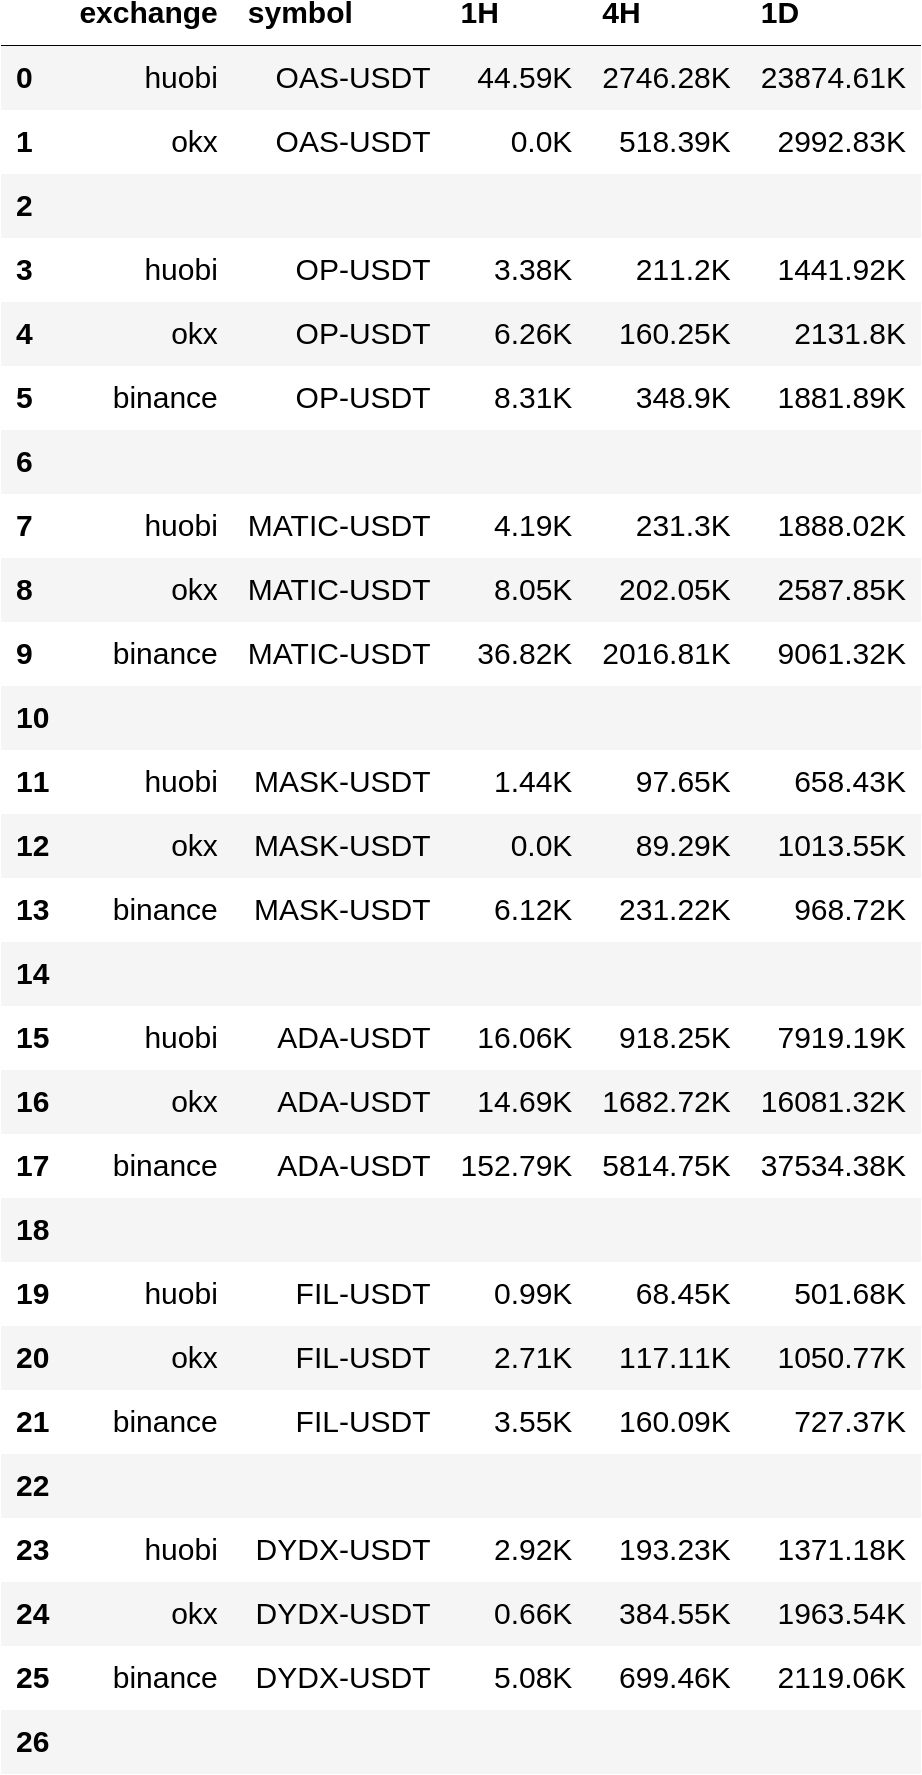 exchange symbol 1H 4H 1D
0 huobi OAS-USDT 44.59K 2746.28K 23874.61K
1 okx OAS-USDT 0.0K 518.39K 2992.83K
2
3 huobi OP-USDT 3.38K 211.2K 1441.92K
4 okx OP-USDT 6.26K 160.25K 2131.8K
5 binance OP-USDT 8.31K 348.9K 1881.89K
6
7 huobi MATIC-USDT 4.19K 231.3K 1888.02K
8 okx MATIC-USDT 8.05K 202.05K 2587.85K
9 binance MATIC-USDT 36.82K 2016.81K 9061.32K
10
11 huobi MASK-USDT 1.44K 97.65K 658.43K
12 okx MASK-USDT 0.0K 89.29K 1013.55K
13 binance MASK-USDT 6.12K 231.22K 968.72K
14
15 huobi ADA-USDT 16.06K 918.25K 7919.19K
16 okx ADA-USDT 14.69K 1682.72K 16081.32K
17 binance ADA-USDT 152.79K 5814.75K 37534.38K
18
19 huobi FIL-USDT 0.99K 68.45K 501.68K
20 okx FIL-USDT 2.71K 117.11K 1050.77K
21 binance FIL-USDT 3.55K 160.09K 727.37K
22
23 huobi DYDX-USDT 2.92K 193.23K 1371.18K
24 okx DYDX-USDT 0.66K 384.55K 1963.54K
25 binance DYDX-USDT 5.08K 699.46K 2119.06K
26